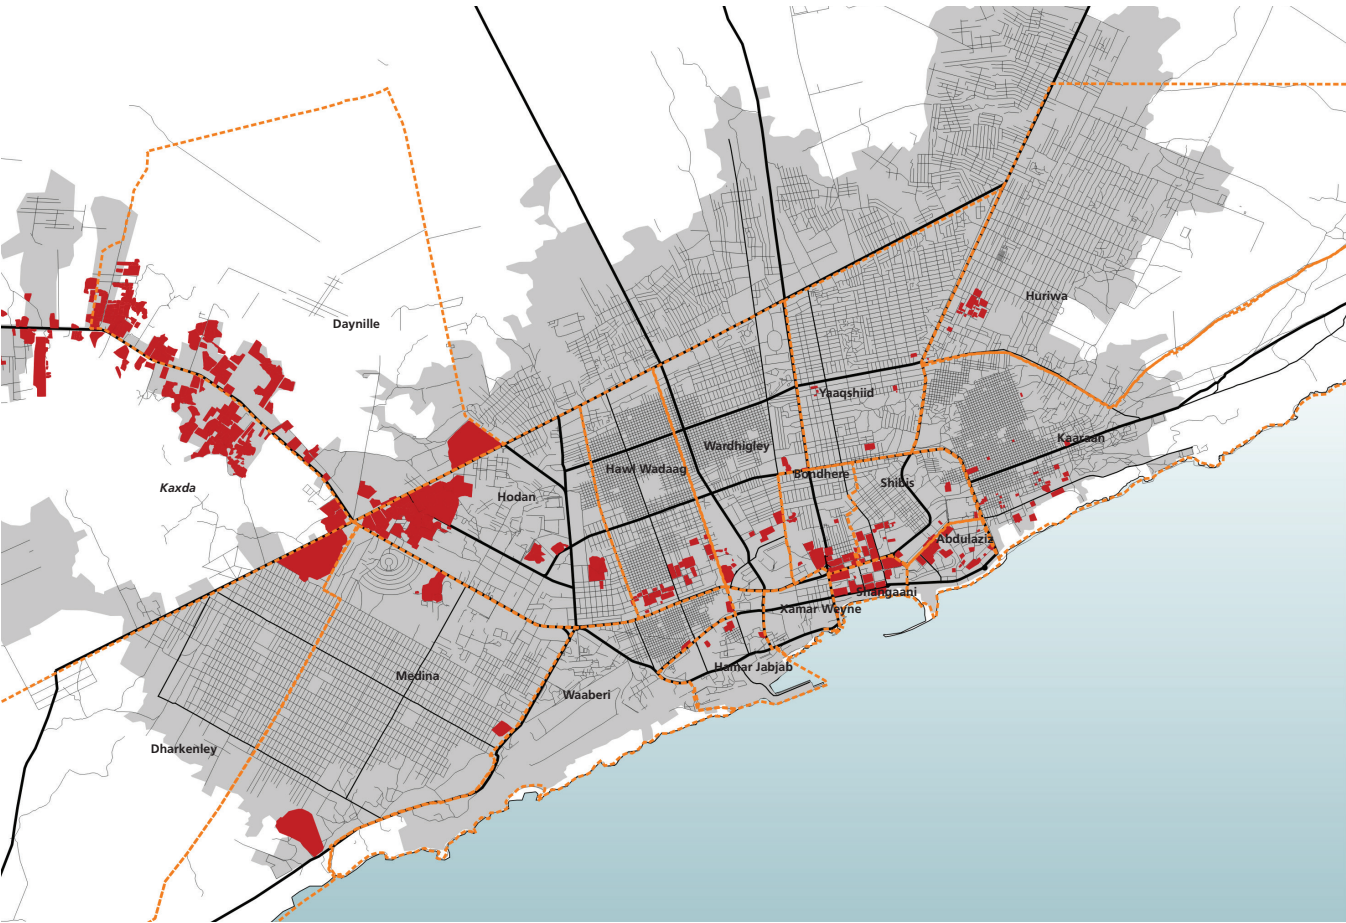 Huriwa
Daynille
Yaaqshiid
Kaaraan
Wardhigley
Hawl Wadaag
Bondhere
Shibis
Kaxda
Hodan
Abdulaziz
Shangaani
Xamar Weyne
Hamar Jabjab
Medina
Waaberi
Dharkenley